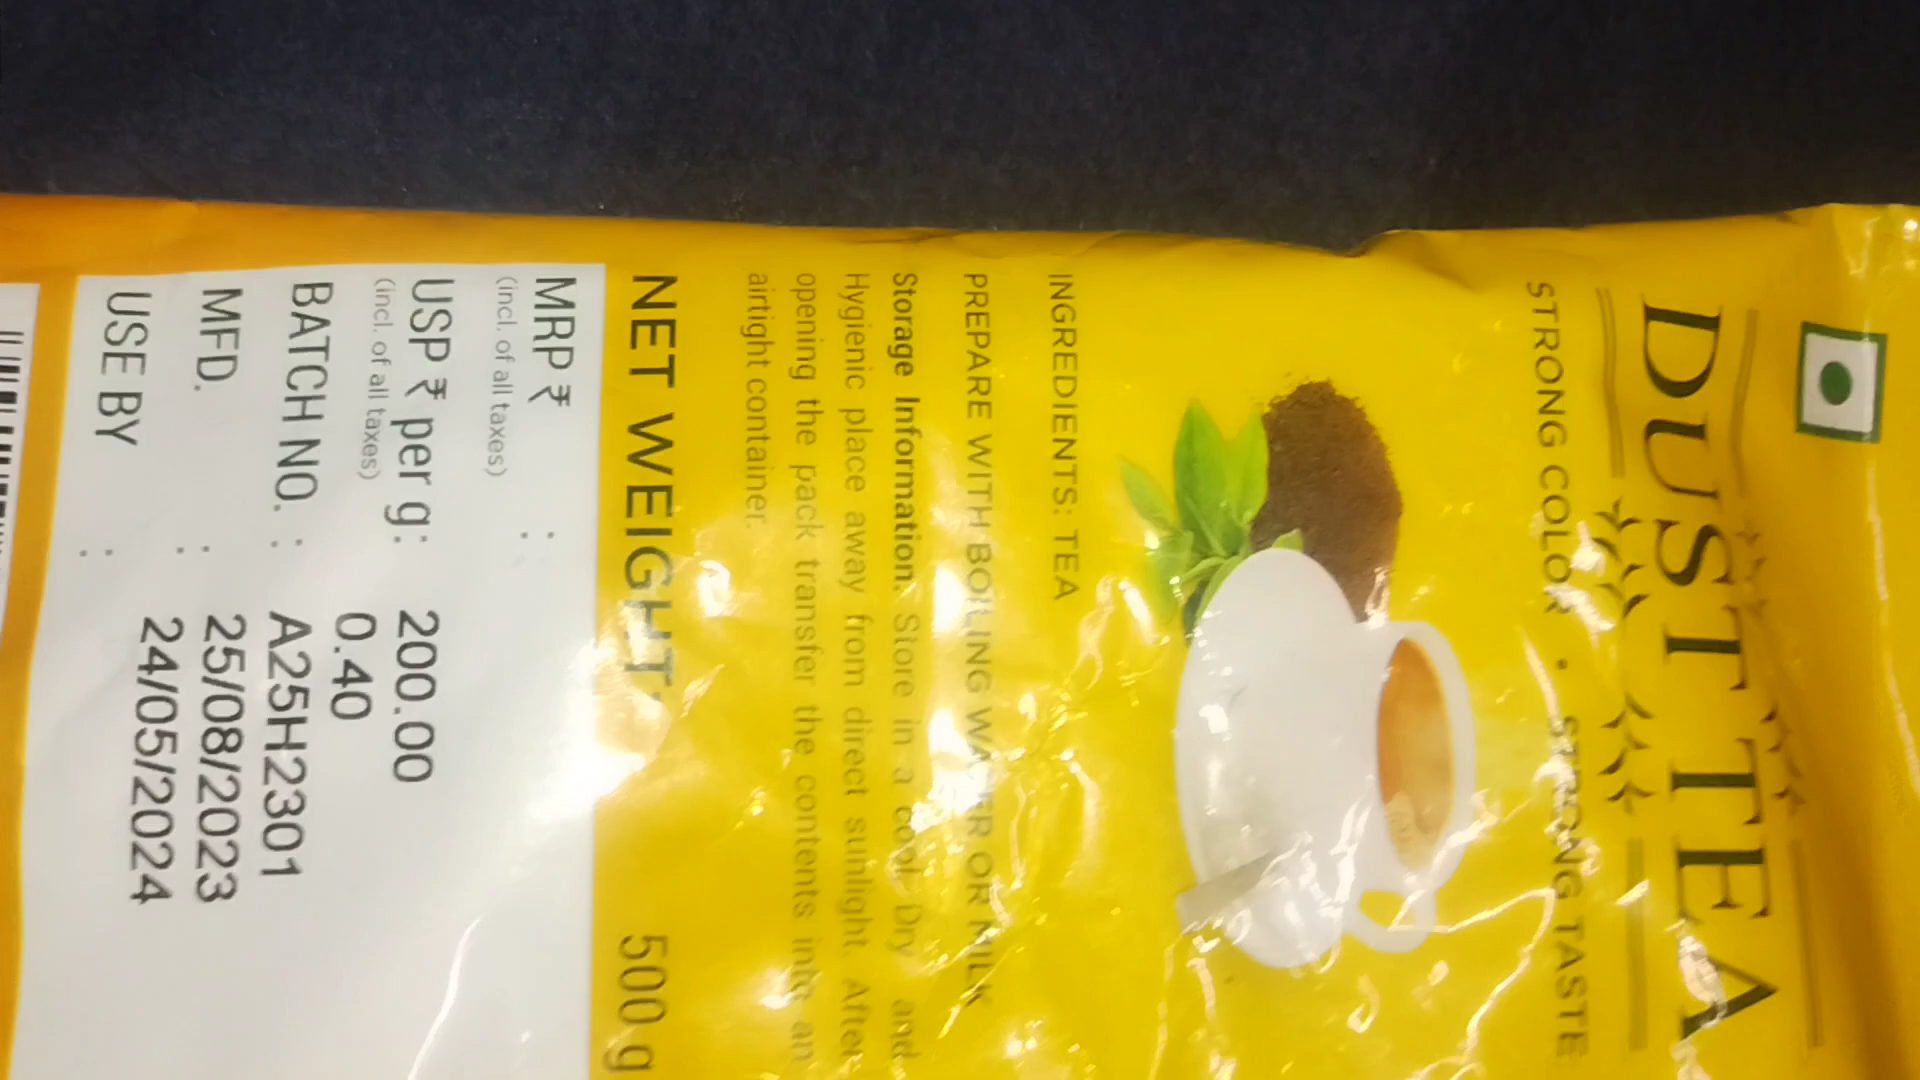 DUST TEA
STRONG COLOR • STRONG TASTE
INGREDIENTS: TEA
PREPARE WITH BOILING WATER OR MILK
Storage Information: Store in a cool Dry and
Hygienic place away from direct sunlight. After
opening the pack transfer the contents into an
airtight container.
NET WEIGHT: 500 g
MRP ₹ :
(incl. of all taxes)
200.00
USP ₹ per g:
(incl. of all taxes)
0.40
BATCH NO. : A25H2301
MFD. : 25/08/2023
USE BY : 24/05/2024